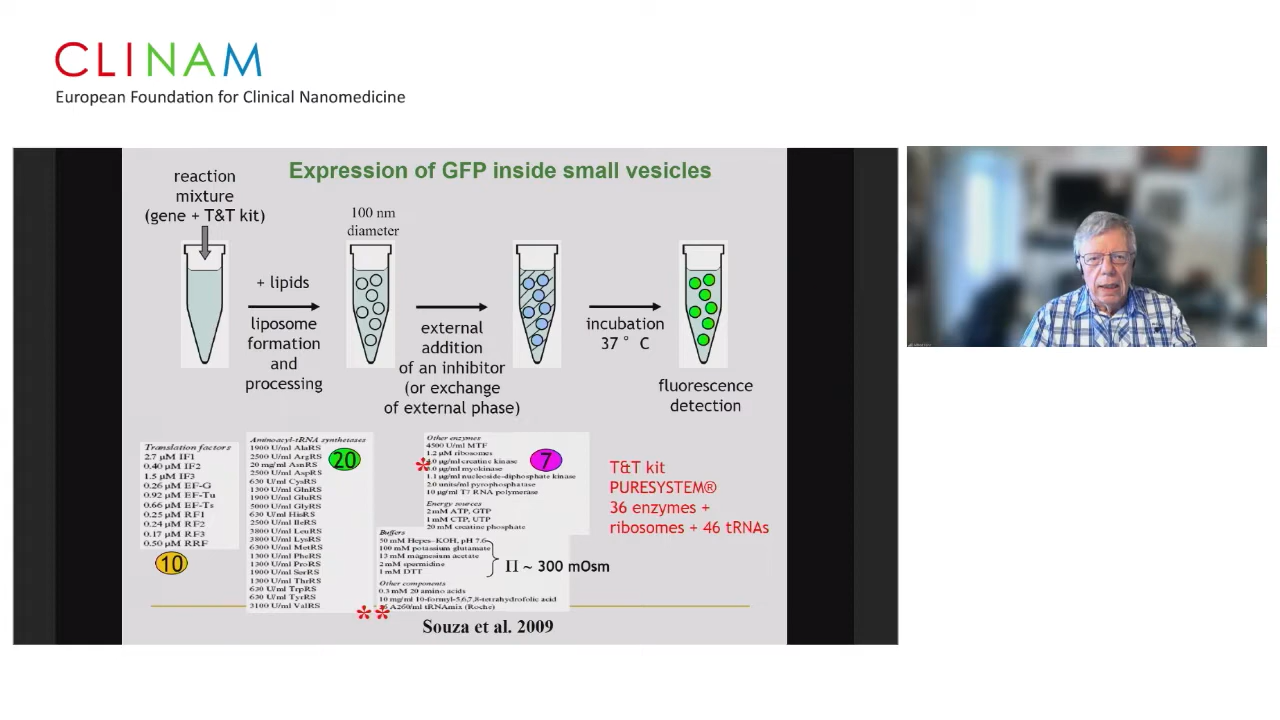 CLINAM
European Foundation for Clinical Nanomedicine
Expression of GFP inside small vesicles
reaction
mixture
(gene + T&T kit)
100 nm
diameter
+ lipids
liposome
formation
and
processing
external
addition
of an inhibitor
(or exchange
of external phase)
incubation
37 ° C
fluorescence
detection
Translation factors
2.7 μM IF1
0.40 μM IF2
1.5 μM IF3
0.26 μM EF-G
0.92 μM EF-Tu
0.66 μM EF-Ts
0.25 μM RF1
0.24 μM RF2
0.17 μM RF3
0.50 μM RRF
10
Aminoacyl-tRNA synthetases
1900 U/ml AlaRS
2500 U/ml ArgRS
20 mg/ml AsnRS
2500 U/ml AspRS
630 U/ml CysRS
1300 U/ml GlnRS
1900 U/ml GluRS
5000 U/ml GlyRS
630 U/ml HisRS
2500 U/ml IleRS
3800 U/ml LeuRS
3800 U/ml LysRS
6300 U/ml MetRS
1300 U/ml PheRS
1300 U/ml ProRS
1900 U/ml SerRS
1300 U/ml ThrRS
630 U/ml TrpRS
630 U/ml TyrRS
3100 U/ml ValRS
20
Other enzymes
4500 U/ml MTF
1.2 μM ribosomes
μg/ml creatine kinase
μg/ml myokinase
1.1 μg/ml nucleoside-diphosphate kinase
2.0 units/ml pyrophosphatase
10 μg/ml T7 RNA polymerase
7
*
Energy sources
2 mM ATP, GTP
1 mM CTP, UTP
20 mM creatine phosphate
Buffers
50 mM Hepes–KOH, pH 7.6
100 mM potassium glutamate
13 mM magnesium acetate
2 mM spermidine
1 mM DTT
Π ~ 300 mOsm
Other components
0.3 mM 20 amino acids
10 mg/ml 10-formyl-5,6,7,8-tetrahydrofolic acid
A260/ml tRNAmix (Roche)
**
T&T kit
PURESYSTEM®
36 enzymes +
ribosomes + 46 tRNAs
Souza et al. 2009